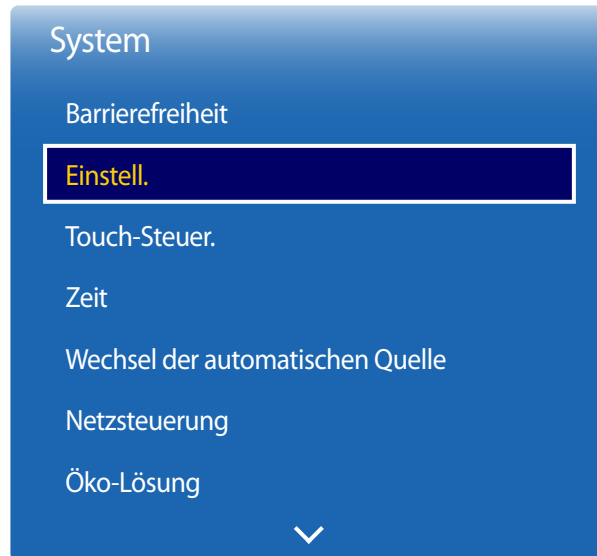 System
Barrierefreiheit
Einstell.
Touch-Steuer.
Zeit
Wechsel der automatischen Quelle
Netzsteuerung
Öko-Lösung